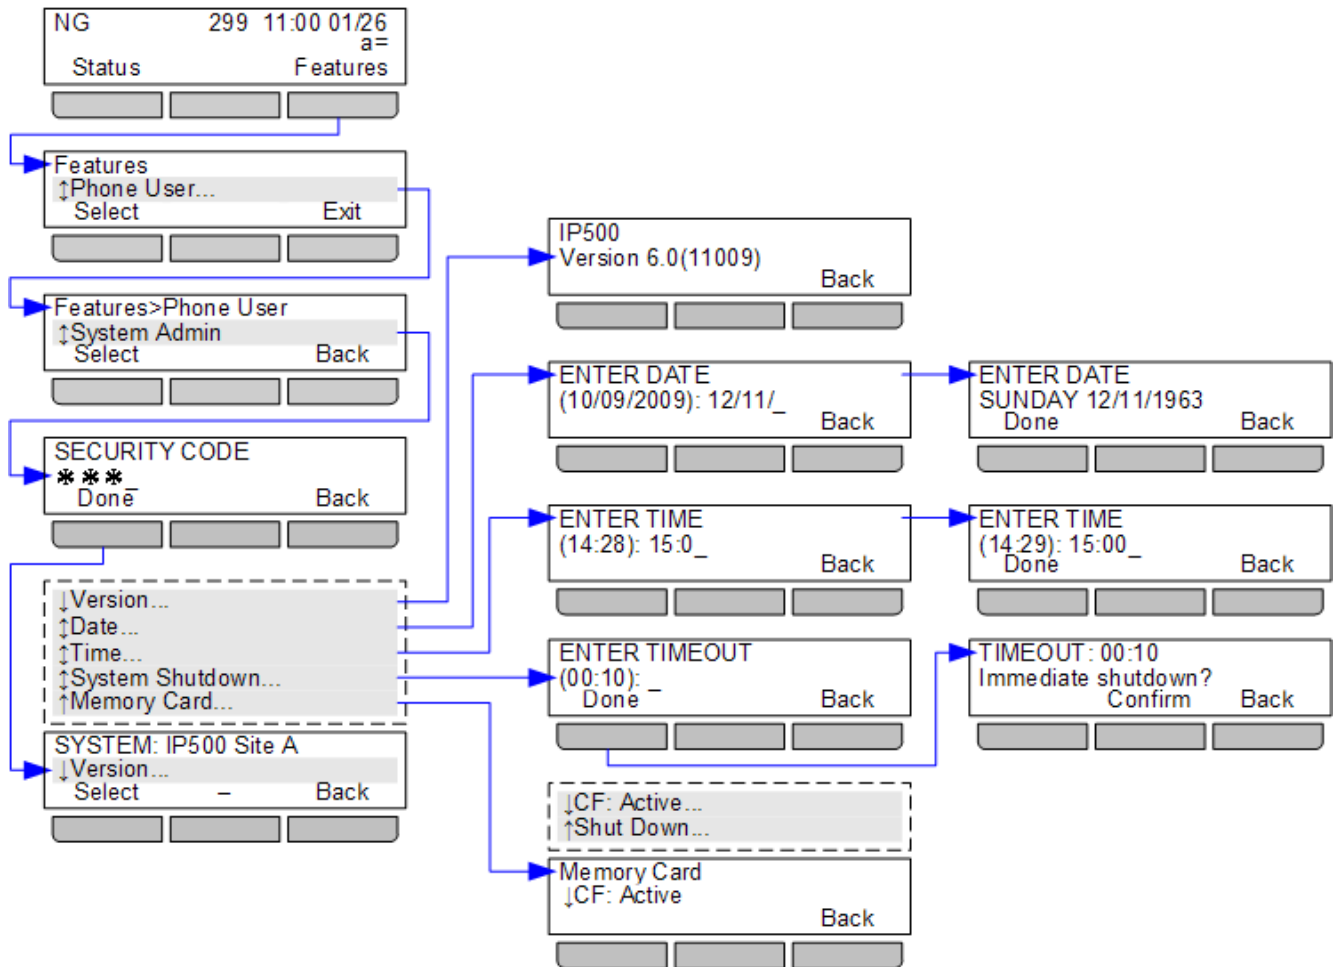 NG 299 11:00 01/26
a=
Status Features
Features
↕Phone User...
Select Exit
Features>Phone User
↕System Admin
Select Back
SECURITY CODE
***_
Done Back
↓Version...
↕Date...
↕Time...
↕System Shutdown...
↑Memory Card...
SYSTEM: IP500 Site A
↓Version...
Select – Back
IP500
Version 6.0(11009)
Back
ENTER DATE
(10/09/2009): 12/11/_
Back
ENTER DATE
SUNDAY 12/11/1963
Done Back
ENTER TIME
(14:28): 15:0_
Back
ENTER TIME
(14:29): 15:00_
Done Back
ENTER TIMEOUT
(00:10): _
Done Back
TIMEOUT: 00:10
Immediate shutdown?
Confirm Back
↓CF: Active...
↑Shut Down...
Memory Card
↓CF: Active
Back